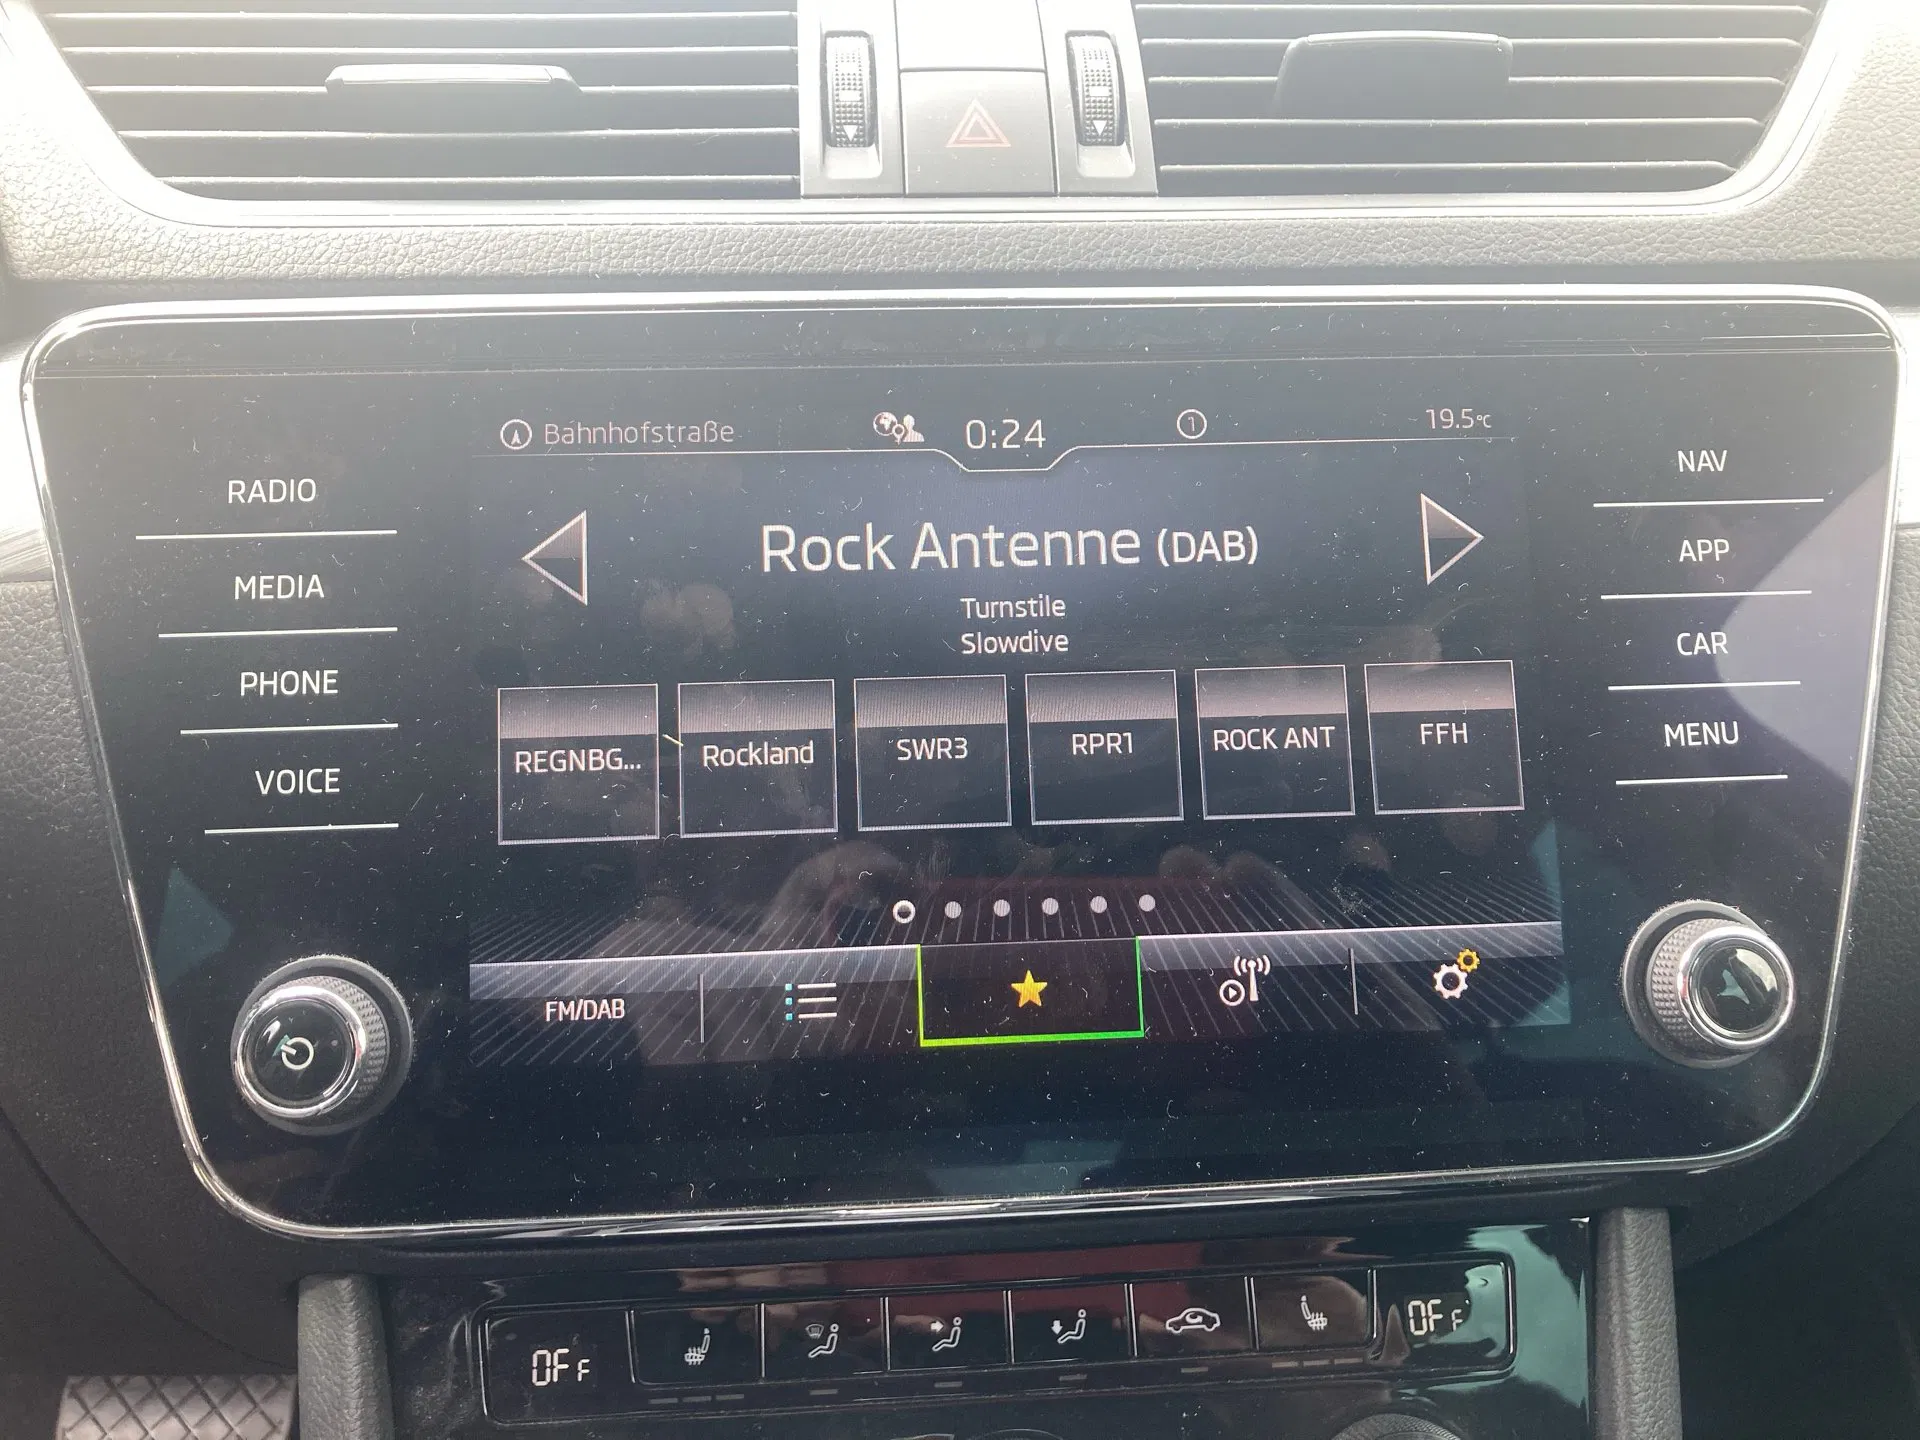 Bahnhofstraße 0:24 1 19.5°C
RADIO
MEDIA
PHONE
VOICE
Rock Antenne (DAB)
Turnstile
Slowdive
REGNBG... Rockland SWR3 RPR1 ROCK ANT FFH
FM/DAB
NAV
APP
CAR
MENU
OFF OFF